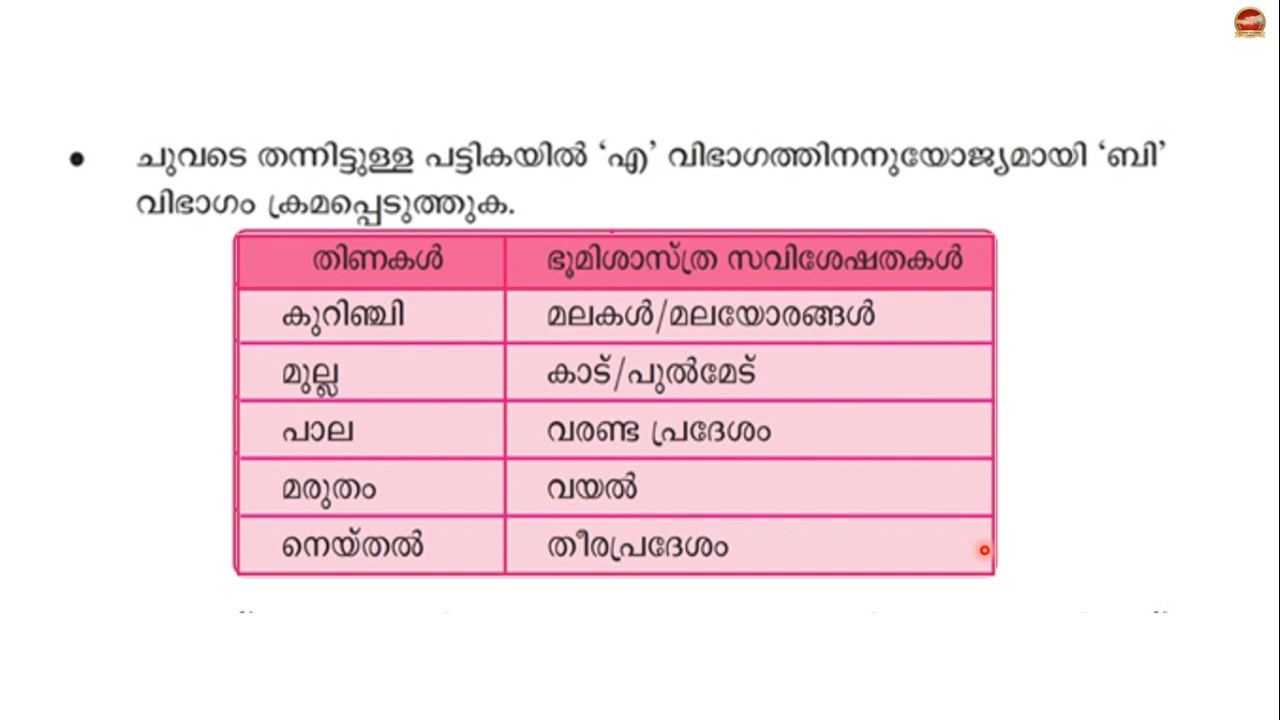 • ചുവടെ തന്നിട്ടുള്ള പട്ടികയിൽ ‘എ’ വിഭാഗത്തിനനുയോജ്യമായി ‘ബി’
വിഭാഗം ക്രമപ്പെടുത്തുക.
തിണകൾ ഭൂമിശാസ്ത്ര സവിശേഷതകൾ
കുറിഞ്ചി മലകൾ/മലയോരങ്ങൾ
മുല്ല കാട്/പുൽമേട്
പാല വരണ്ട പ്രദേശം
മരുതം വയൽ
നെയ്തൽ തീരപ്രദേശം